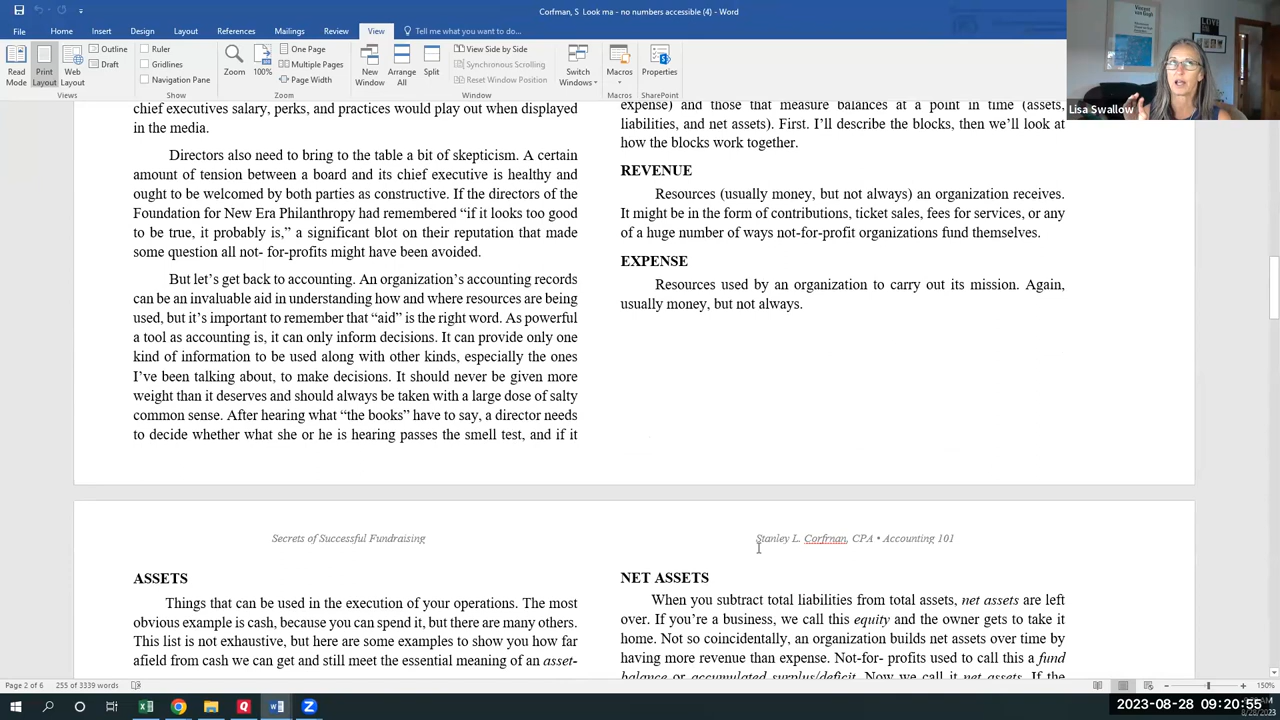 Corfman, S Look ma - no numbers accessible (4) - Word
File
Home
Insert
Design
Layout
References
Mailings
Review
View
Tell me what you want to do...
Read Mode
Print Layout
Web Layout
Outline
Draft
Views
Ruler
Gridlines
Navigation Pane
Show
Zoom
100%
One Page
Multiple Pages
Page Width
Zoom
New Window
Arrange All
Split
View Side by Side
Synchronous Scrolling
Reset Window Position
Window
Switch Windows
Macros
Macros
Properties
SharePoint
Lisa Swallow
chief executives salary, perks, and practices would play out when displayed
in the media.
Directors also need to bring to the table a bit of skepticism. A certain
amount of tension between a board and its chief executive is healthy and
ought to be welcomed by both parties as constructive. If the directors of the
Foundation for New Era Philanthropy had remembered “if it looks too good
to be true, it probably is,” a significant blot on their reputation that made
some question all not- for-profits might have been avoided.
But let’s get back to accounting. An organization’s accounting records
can be an invaluable aid in understanding how and where resources are being
used, but it’s important to remember that “aid” is the right word. As powerful
a tool as accounting is, it can only inform decisions. It can provide only one
kind of information to be used along with other kinds, especially the ones
I’ve been talking about, to make decisions. It should never be given more
weight than it deserves and should always be taken with a large dose of salty
common sense. After hearing what “the books” have to say, a director needs
to decide whether what she or he is hearing passes the smell test, and if it
expense) and those that measure balances at a point in time (assets,
liabilities, and net assets). First. I’ll describe the blocks, then we’ll look at
how the blocks work together.
REVENUE
Resources (usually money, but not always) an organization receives.
It might be in the form of contributions, ticket sales, fees for services, or any
of a huge number of ways not-for-profit organizations fund themselves.
EXPENSE
Resources used by an organization to carry out its mission. Again,
usually money, but not always.
Secrets of Successful Fundraising
Stanley L. Corfrnan, CPA • Accounting 101
ASSETS
Things that can be used in the execution of your operations. The most
obvious example is cash, because you can spend it, but there are many others.
This list is not exhaustive, but here are some examples to show you how far
afield from cash we can get and still meet the essential meaning of an asset-
NET ASSETS
When you subtract total liabilities from total assets, net assets are left
over. If you’re a business, we call this equity and the owner gets to take it
home. Not so coincidentally, an organization builds net assets over time by
having more revenue than expense. Not-for- profits used to call this a fund
balance or accumulated surplus/deficit. Now we call it net assets. If the
Page 2 of 6
255 of 3339 words
150%
2023-08-28 09:20:55